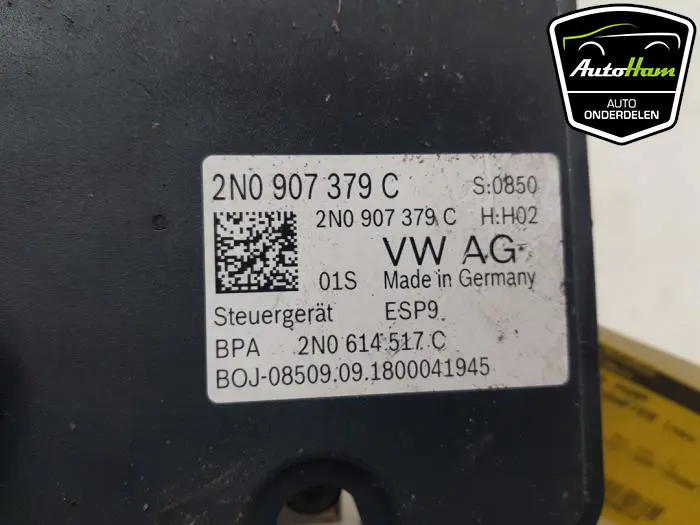 AutoHam
AUTO
ONDERDELEN
2N0 907 379 C S:0850
2N0 907 379 C H:H02
VW AG
01S Made in Germany
Steuergerät ESP9
BPA 2N0 614 517 C
BOJ-08509.09.1800041945